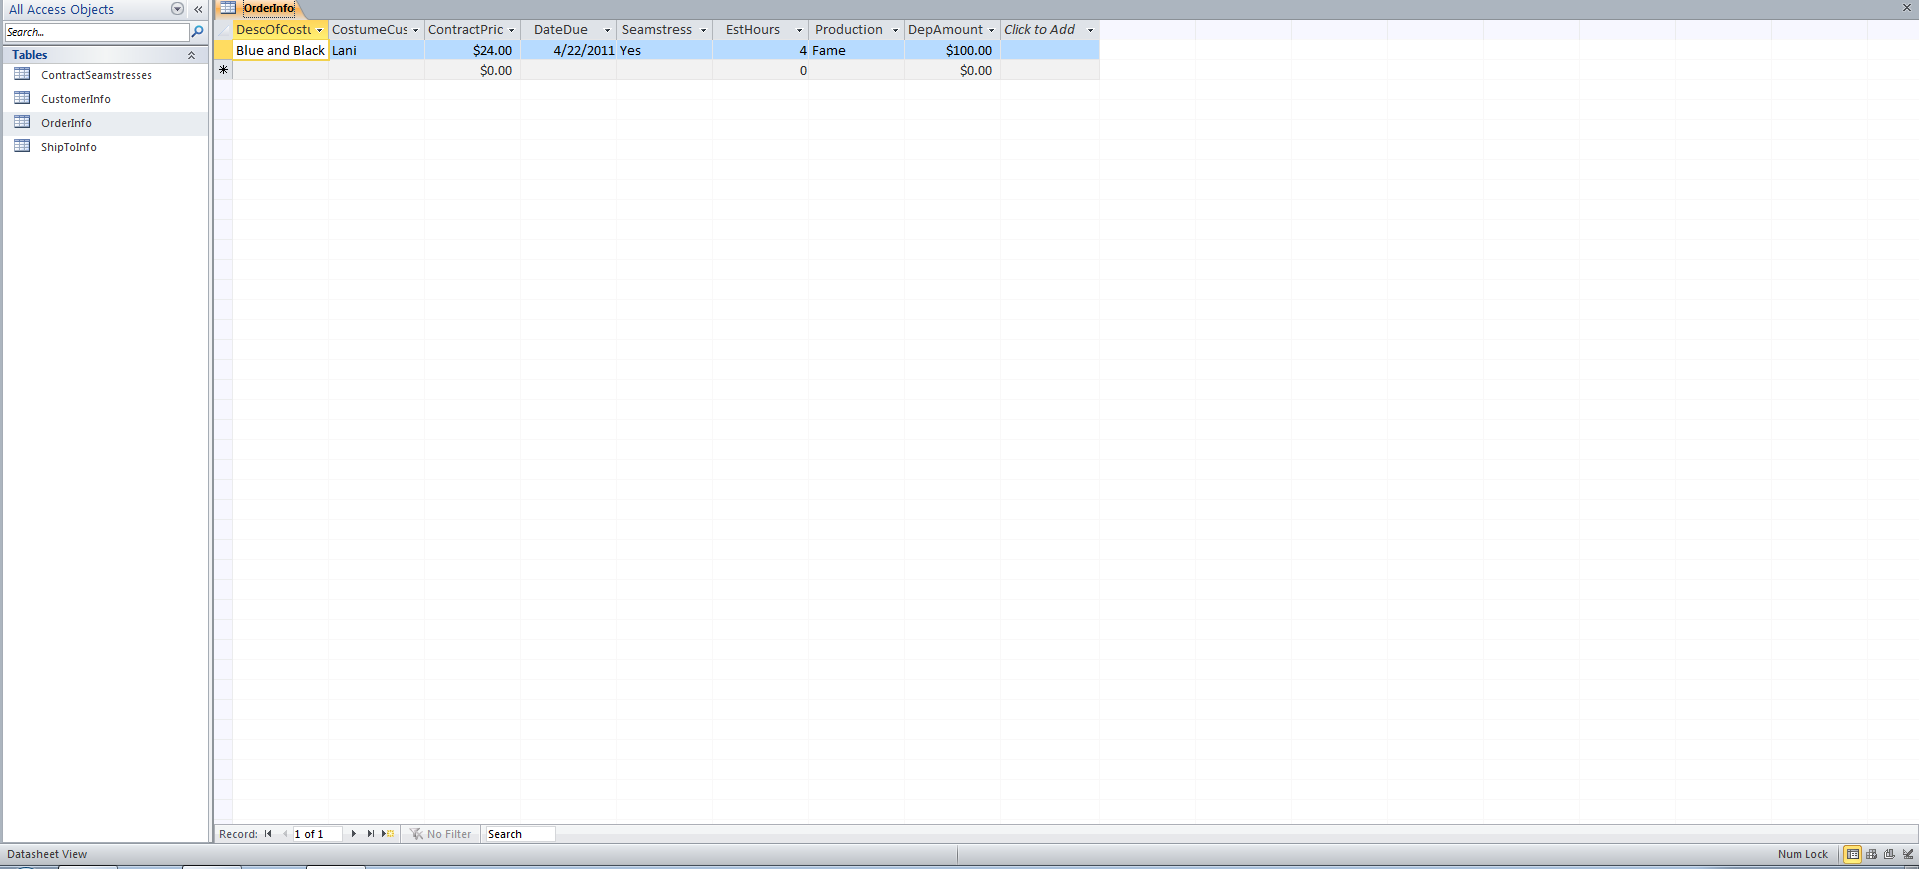 All Access Objects
Search...
Tables
ContractSeamstresses
CustomerInfo
OrderInfo
ShipToInfo
OrderInfo
DescOfCostu CostumeCus ContractPric DateDue Seamstress EstHours Production DepAmount Click to Add
Blue and Black Lani $24.00 4/22/2011 Yes 4 Fame $100.00
$0.00 0 $0.00
Record: 1 of 1 No Filter Search
Datasheet View Num Lock